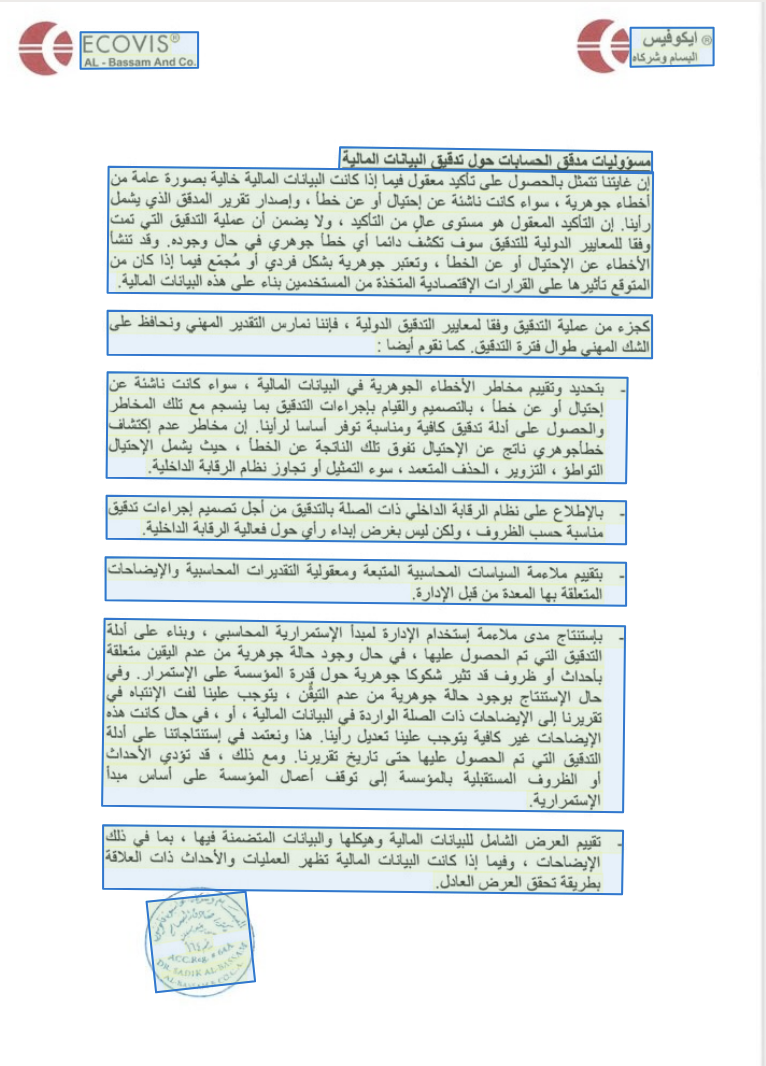 ECOVIS®
AL - Bassam And Co.
ايكوفيس ®
البسام وشركاه
مسؤوليات مدقق الحسابات حول تدقيق البيانات المالية
إن غايتنا تتمثل بالحصول على تأكيد معقول فيما إذا كانت البيانات المالية خالية بصورة عامة من
أخطاء جوهرية ، سواء كانت ناشئة عن إحتيال أو عن خطأ ، وإصدار تقرير المدقق الذي يشمل
رأينا. إن التأكيد المعقول هو مستوى عالٍ من التأكيد ، ولا يضمن أن عملية التدقيق التي تمت
وفقا للمعايير الدولية للتدقيق سوف تكشف دائما أي خطأ جوهري في حال وجوده. وقد تنشأ
الأخطاء عن الإحتيال أو عن الخطأ ، وتعتبر جوهرية بشكل فردي أو مُجمَع فيما إذا كان من
المتوقع تأثيرها على القرارات الإقتصادية المتخذة من المستخدمين بناء على هذه البيانات المالية.
كجزء من عملية التدقيق وفقا لمعايير التدقيق الدولية ، فإننا نمارس التقدير المهني ونحافظ على
الشك المهني طوال فترة التدقيق. كما نقوم أيضا :
- بتحديد وتقييم مخاطر الأخطاء الجوهرية في البيانات المالية ، سواء كانت ناشئة عن
إحتيال أو عن خطأ ، بالتصميم والقيام بإجراءات التدقيق بما ينسجم مع تلك المخاطر
والحصول على أدلة تدقيق كافية ومناسبة توفر أساسا لرأينا. إن مخاطر عدم إكتشاف
خطأجوهري ناتج عن الإحتيال تفوق تلك الناتجة عن الخطأ ، حيث يشمل الإحتيال
التواطؤ ، التزوير ، الحذف المتعمد ، سوء التمثيل أو تجاوز نظام الرقابة الداخلية.
- بالإطلاع على نظام الرقابة الداخلي ذات الصلة بالتدقيق من أجل تصميم إجراءات تدقيق
مناسبة حسب الظروف ، ولكن ليس بغرض إبداء رأي حول فعالية الرقابة الداخلية.
- بتقييم ملاءمة السياسات المحاسبية المتبعة ومعقولية التقديرات المحاسبية والإيضاحات
المتعلقة بها المعدة من قبل الإدارة.
- بإستنتاج مدى ملاءمة إستخدام الإدارة لمبدأ الإستمرارية المحاسبي ، وبناء على أدلة
التدقيق التي تم الحصول عليها ، في حال وجود حالة جوهرية من عدم اليقين متعلقة
بأحداث أو ظروف قد تثير شكوكا جوهرية حول قدرة المؤسسة على الإستمرار. وفي
حال الإستنتاج بوجود حالة جوهرية من عدم التيقُّن ، يتوجب علينا لفت الإنتباه في
تقريرنا إلى الإيضاحات ذات الصلة الواردة في البيانات المالية ، أو ، في حال كانت هذه
الإيضاحات غير كافية يتوجب علينا تعديل رأينا. هذا ونعتمد في إستنتاجاتنا على أدلة
التدقيق التي تم الحصول عليها حتى تاريخ تقريرنا. ومع ذلك ، قد تؤدي الأحداث
أو الظروف المستقبلية بالمؤسسة إلى توقف أعمال المؤسسة على أساس مبدأ
الإستمرارية.
- تقييم العرض الشامل للبيانات المالية وهيكلها والبيانات المتضمنة فيها ، بما في ذلك
الإيضاحات ، وفيما إذا كانت البيانات المالية تظهر العمليات والأحداث ذات العلاقة
بطريقة تحقق العرض العادل.
DR. SADIK AL-BASSAM